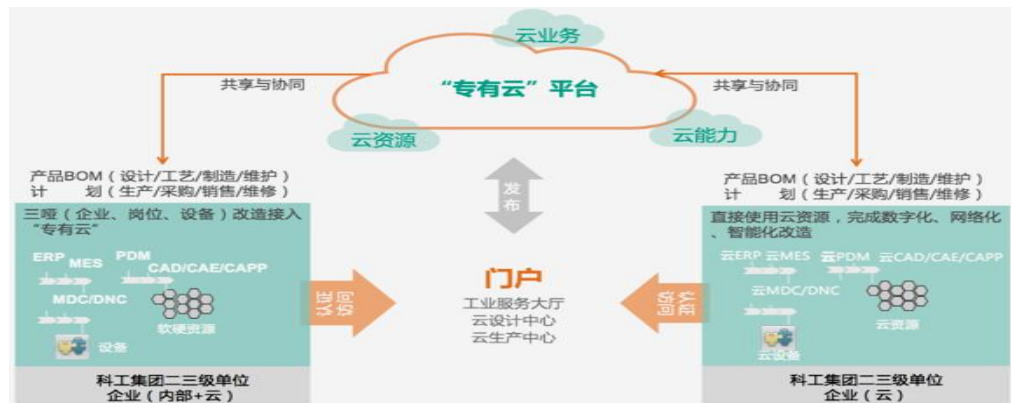 云业务
“专有云”平台
云资源
云能力
共享与协同
共享与协同
产品BOM（设计/工艺/制造/维护）
计 划（生产/采购/销售/维修）
三哑（企业、岗位、设备）改造接入
“专有云”
ERP
MES
PDM
CAD/CAE/CAPP
MDC/DNC
软硬资源
设备
科工集团二三级单位
企业（内部+云）
认证
访问
发布
门户
工业服务大厅
云设计中心
云生产中心
认证
访问
产品BOM（设计/工艺/制造/维护）
计 划（生产/采购/销售/维修）
直接使用云资源，完成数字化、网络化
、智能化改造
云ERP
云MES
云PDM
云CAD/CAE/CAPP
云MDC/DNC
云资源
云设备
科工集团二三级单位
企业（云）